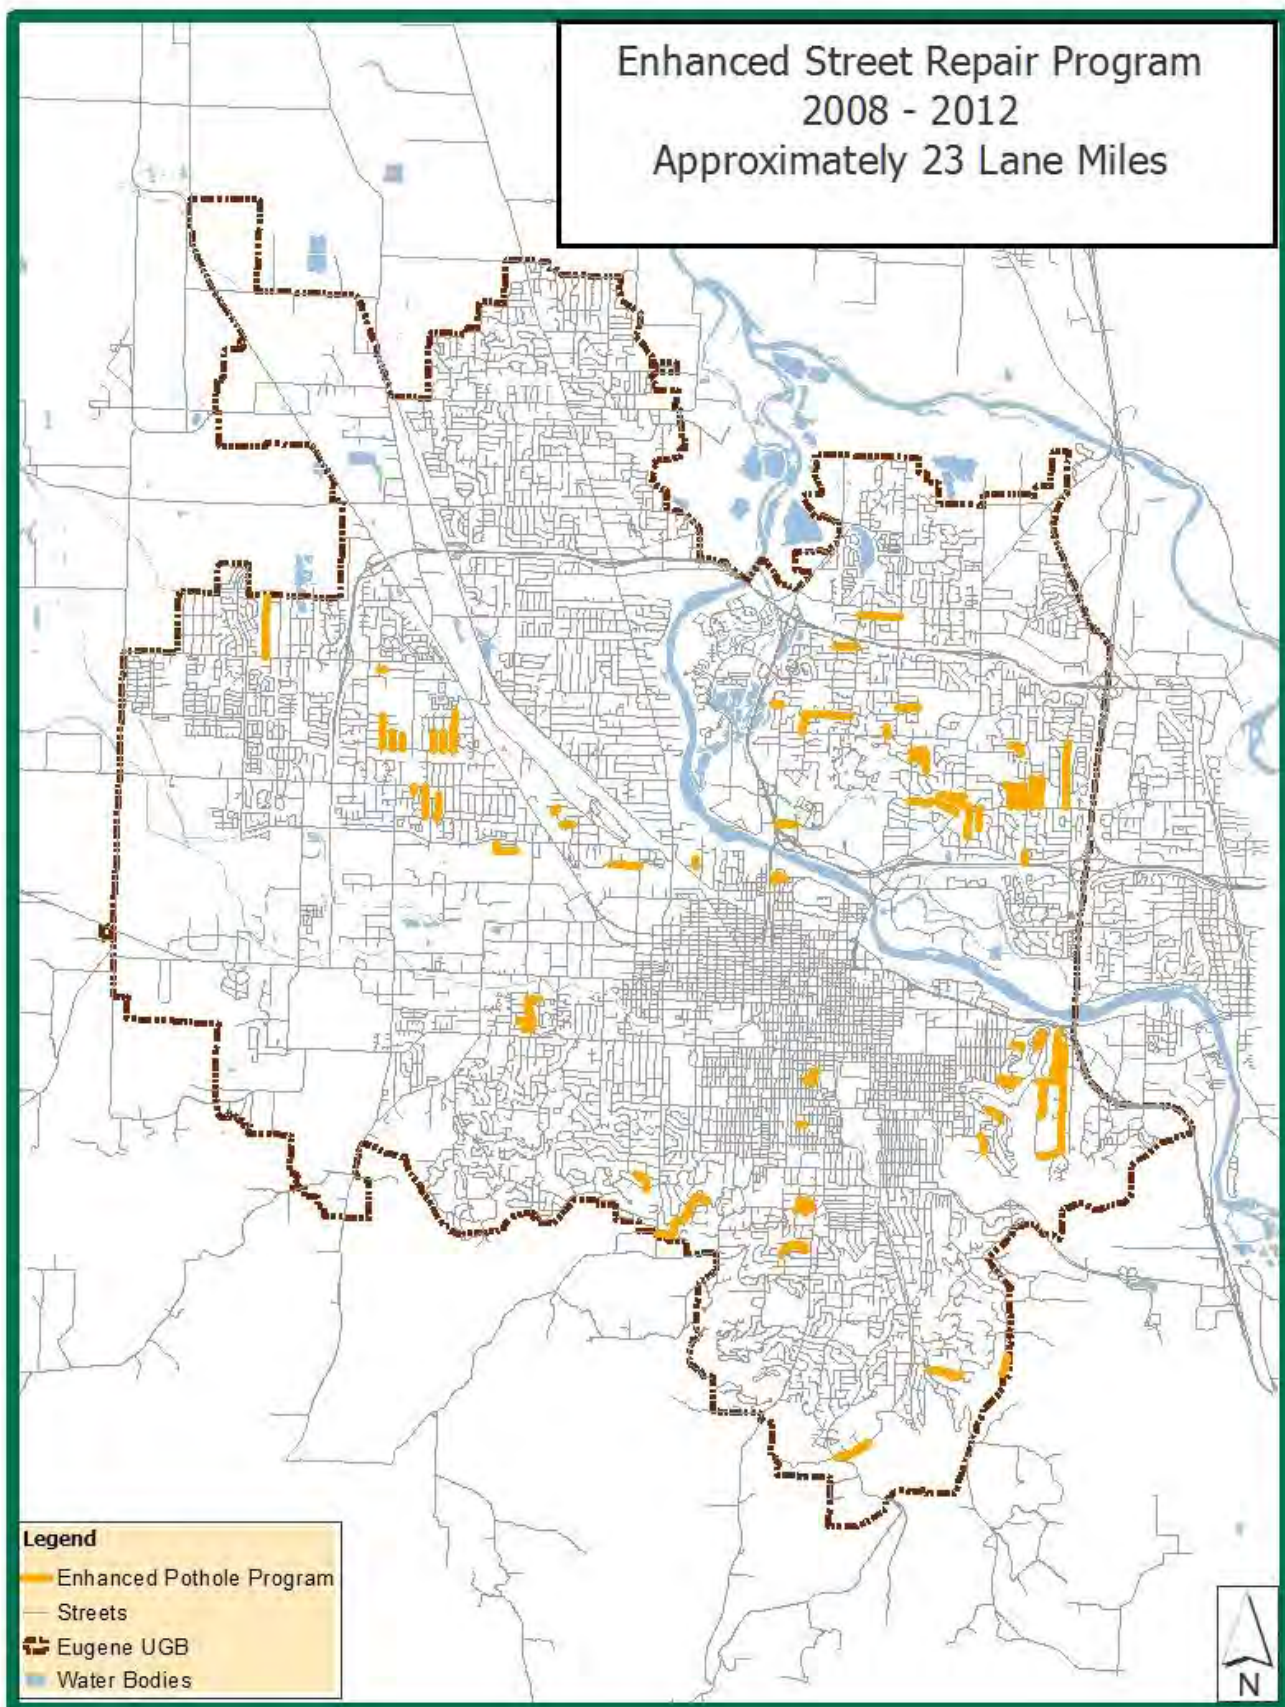 Enhanced Street Repair Program
2008 - 2012
Approximately 23 Lane Miles
Legend
Enhanced Pothole Program
Streets
Eugene UGB
Water Bodies
N